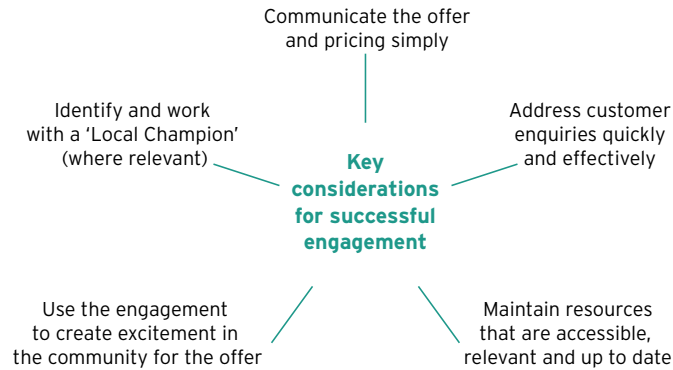 Communicate the offer
and pricing simply
Identify and work
with a ‘Local Champion’
(where relevant)
Address customer
enquiries quickly
and effectively
Key
considerations
for successful
engagement
Use the engagement
to create excitement in
the community for the offer
Maintain resources
that are accessible,
relevant and up to date